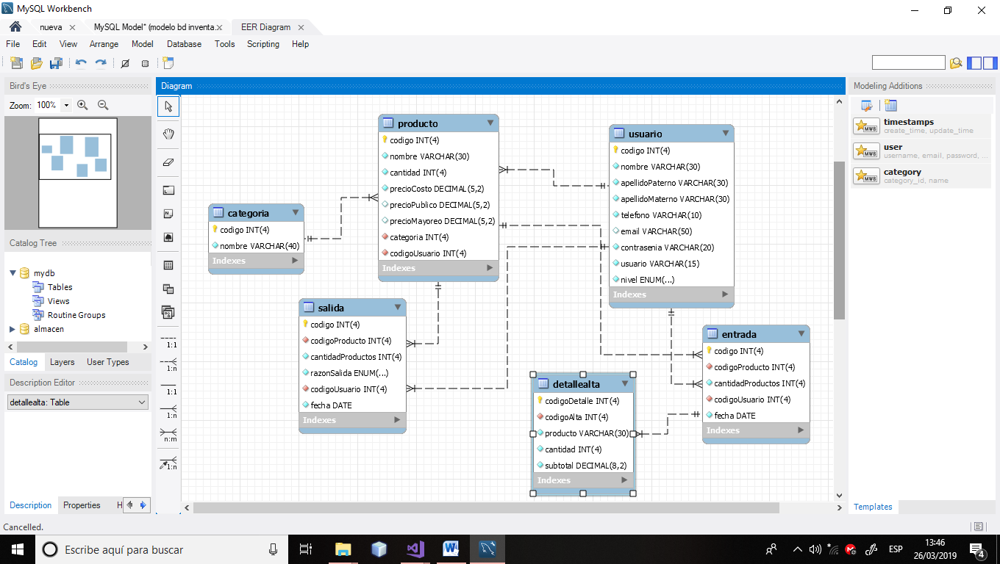 MySQL Workbench
nueva
MySQL Model* (modelo bd inventa...
EER Diagram
File Edit View Arrange Model Database Tools Scripting Help
Bird's Eye
Zoom: 100%
Catalog Tree
mydb
Tables
Views
Routine Groups
almacen
Catalog Layers User Types
Description Editor
detallealta: Table
Description Properties H
Cancelled.
Diagram
1:1
1:n
1:1
1:n
n:m
1:n
categoria
codigo INT(4)
nombre VARCHAR(40)
Indexes
producto
codigo INT(4)
nombre VARCHAR(30)
cantidad INT(4)
precioCosto DECIMAL(5,2)
precioPublico DECIMAL(5,2)
precioMayoreo DECIMAL(5,2)
categoria INT(4)
codigoUsuario INT(4)
Indexes
usuario
codigo INT(4)
nombre VARCHAR(30)
apellidoPaterno VARCHAR(30)
apellidoMaterno VARCHAR(30)
telefono VARCHAR(10)
email VARCHAR(50)
contrasenia VARCHAR(20)
usuario VARCHAR(15)
nivel ENUM(...)
Indexes
salida
codigo INT(4)
codigoProducto INT(4)
cantidadProductos INT(4)
razonSalida ENUM(...)
codigoUsuario INT(4)
fecha DATE
Indexes
entrada
codigo INT(4)
codigoProducto INT(4)
cantidadProductos INT(4)
codigoUsuario INT(4)
fecha DATE
Indexes
detallealta
codigoDetalle INT(4)
codigoAlta INT(4)
producto VARCHAR(30)
cantidad INT(4)
subtotal DECIMAL(8,2)
Indexes
Modeling Additions
MWB
timestamps
create_time, update_time
MWB
user
username, email, password, ...
MWB
category
category_id, name
Templates
Escribe aquí para buscar
ESP
13:46
26/03/2019
4